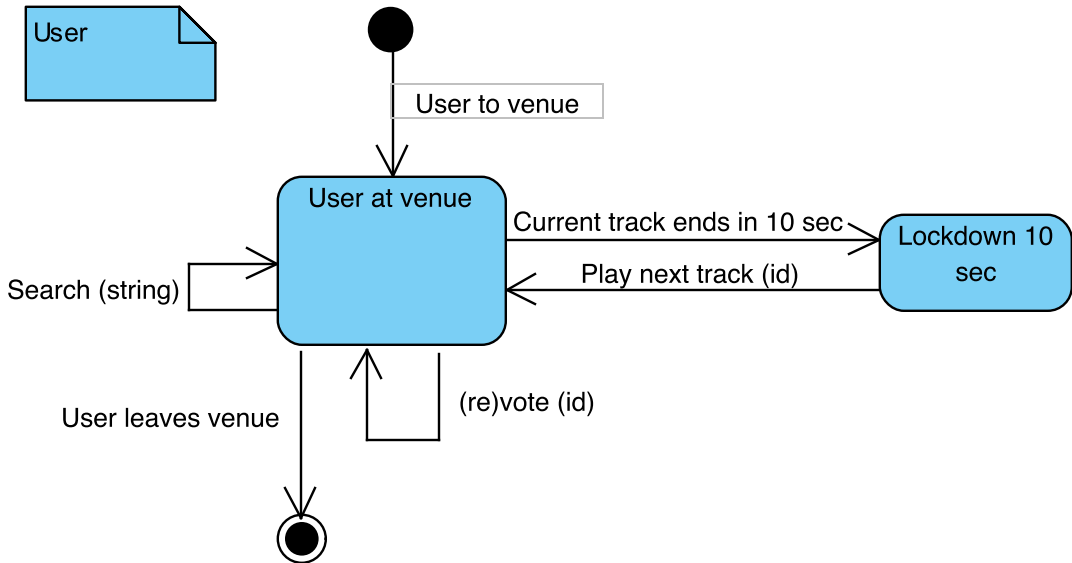 User
User to venue
User at venue
Current track ends in 10 sec
Lockdown 10
sec
Play next track (id)
Search (string)
(re)vote (id)
User leaves venue